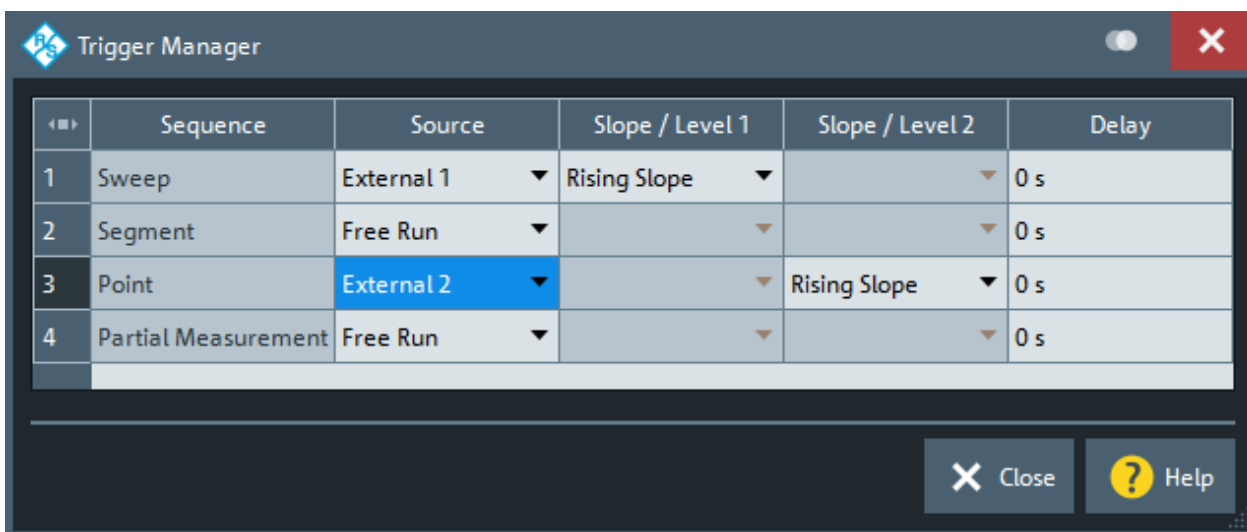 Trigger Manager
Sequence Source Slope / Level 1 Slope / Level 2 Delay
1 Sweep External 1 Rising Slope 0 s
2 Segment Free Run 0 s
3 Point External 2 Rising Slope 0 s
4 Partial Measurement Free Run 0 s
Close ? Help